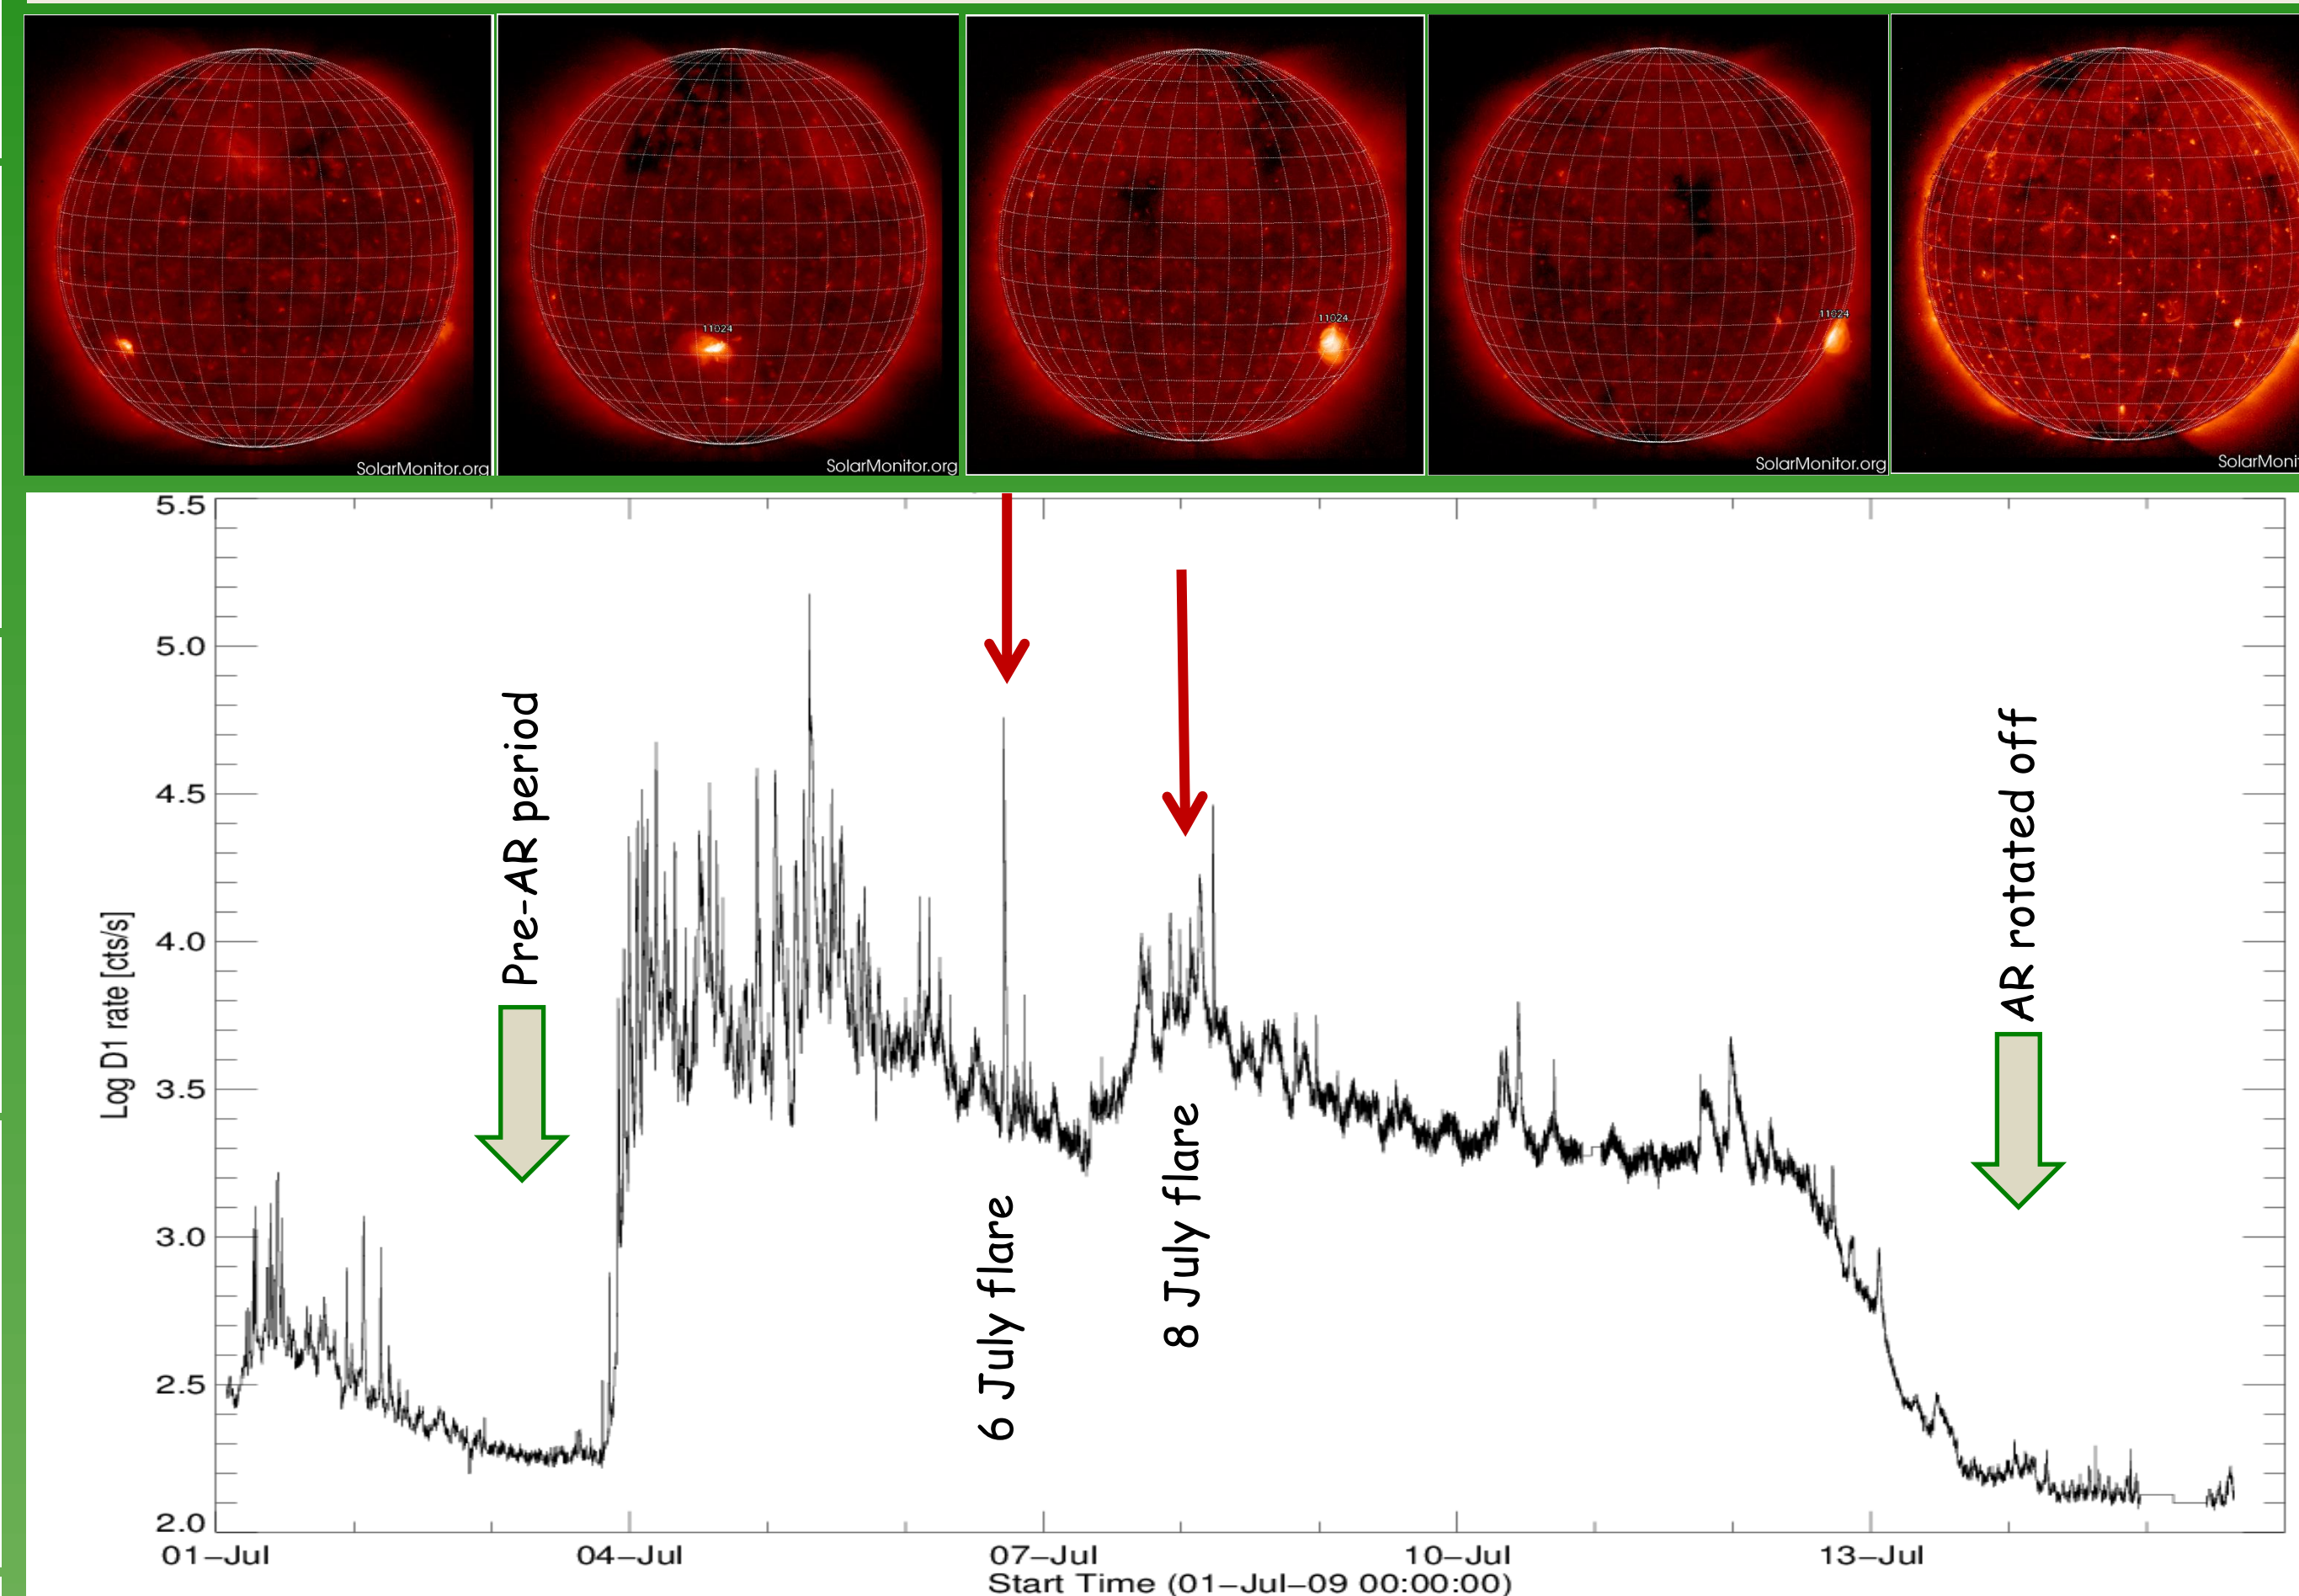 11024
11024
11024
SolarMonitor.org
SolarMonitor.org
SolarMonitor.org
SolarMoni
5.5
5.0
4.5
4.0
3.5
3.0
2.5
2.0
Log D1 rate [cts/s]
Pre-AR period
6 July flare
8 July flare
AR rotated off
01-Jul
04-Jul
07-Jul
10-Jul
13-Jul
Start Time (01-Jul-09 00:00:00)